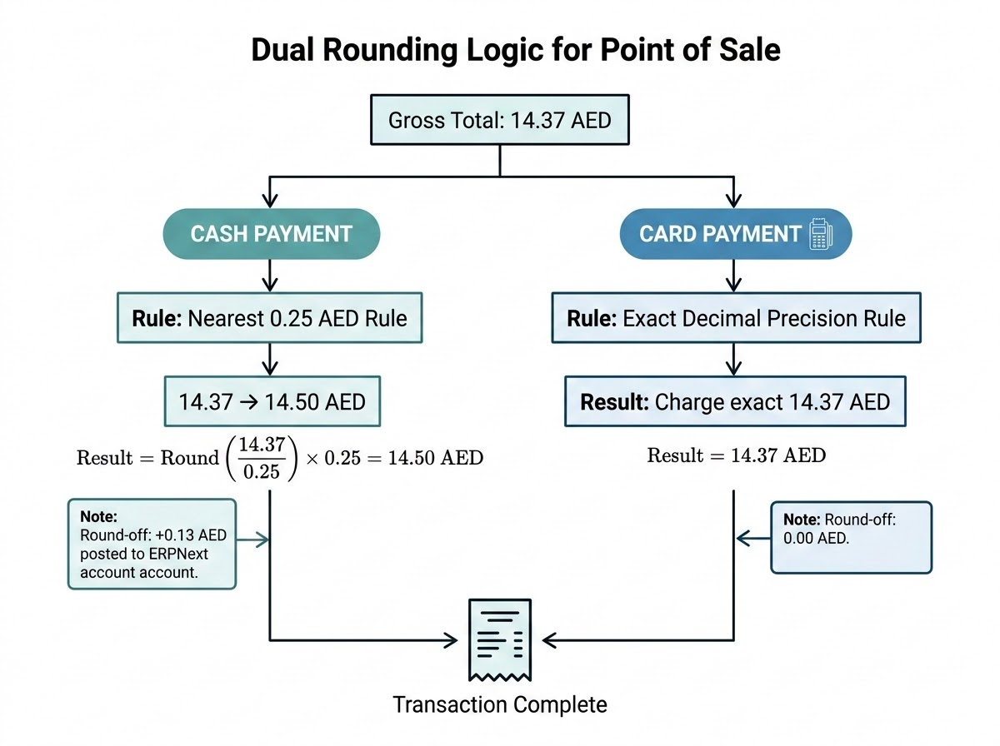 Dual Rounding Logic for Point of Sale
Gross Total: 14.37 AED
CASH PAYMENT
Rule: Nearest 0.25 AED Rule
14.37 → 14.50 AED
Result = Round (14.37 / 0.25) × 0.25 = 14.50 AED
Note:
Round-off: +0.13 AED
posted to ERPNext
account account.
CARD PAYMENT
Rule: Exact Decimal Precision Rule
Result: Charge exact 14.37 AED
Result = 14.37 AED
Note: Round-off:
0.00 AED.
Transaction Complete